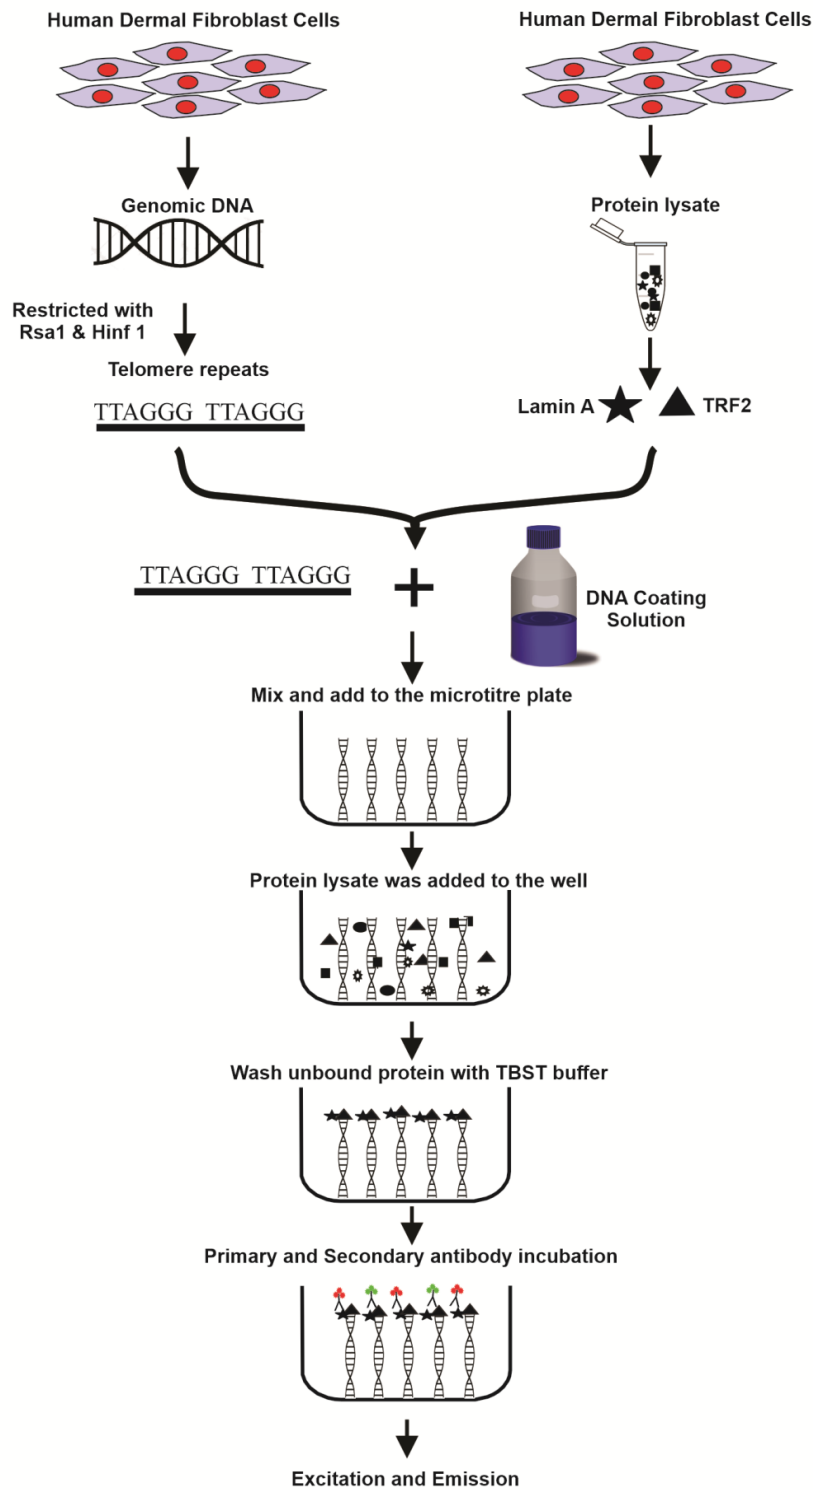 Human Dermal Fibroblast Cells
Human Dermal Fibroblast Cells
Genomic DNA
Protein lysate
Restricted with
Rsa1 & Hinf 1
Telomere repeats
TTAGGG TTAGGG
Lamin A
TRF2
TTAGGG TTAGGG
+
DNA Coating
Solution
Mix and add to the microtitre plate
Protein lysate was added to the well
Wash unbound protein with TBST buffer
Primary and Secondary antibody incubation
Excitation and Emission